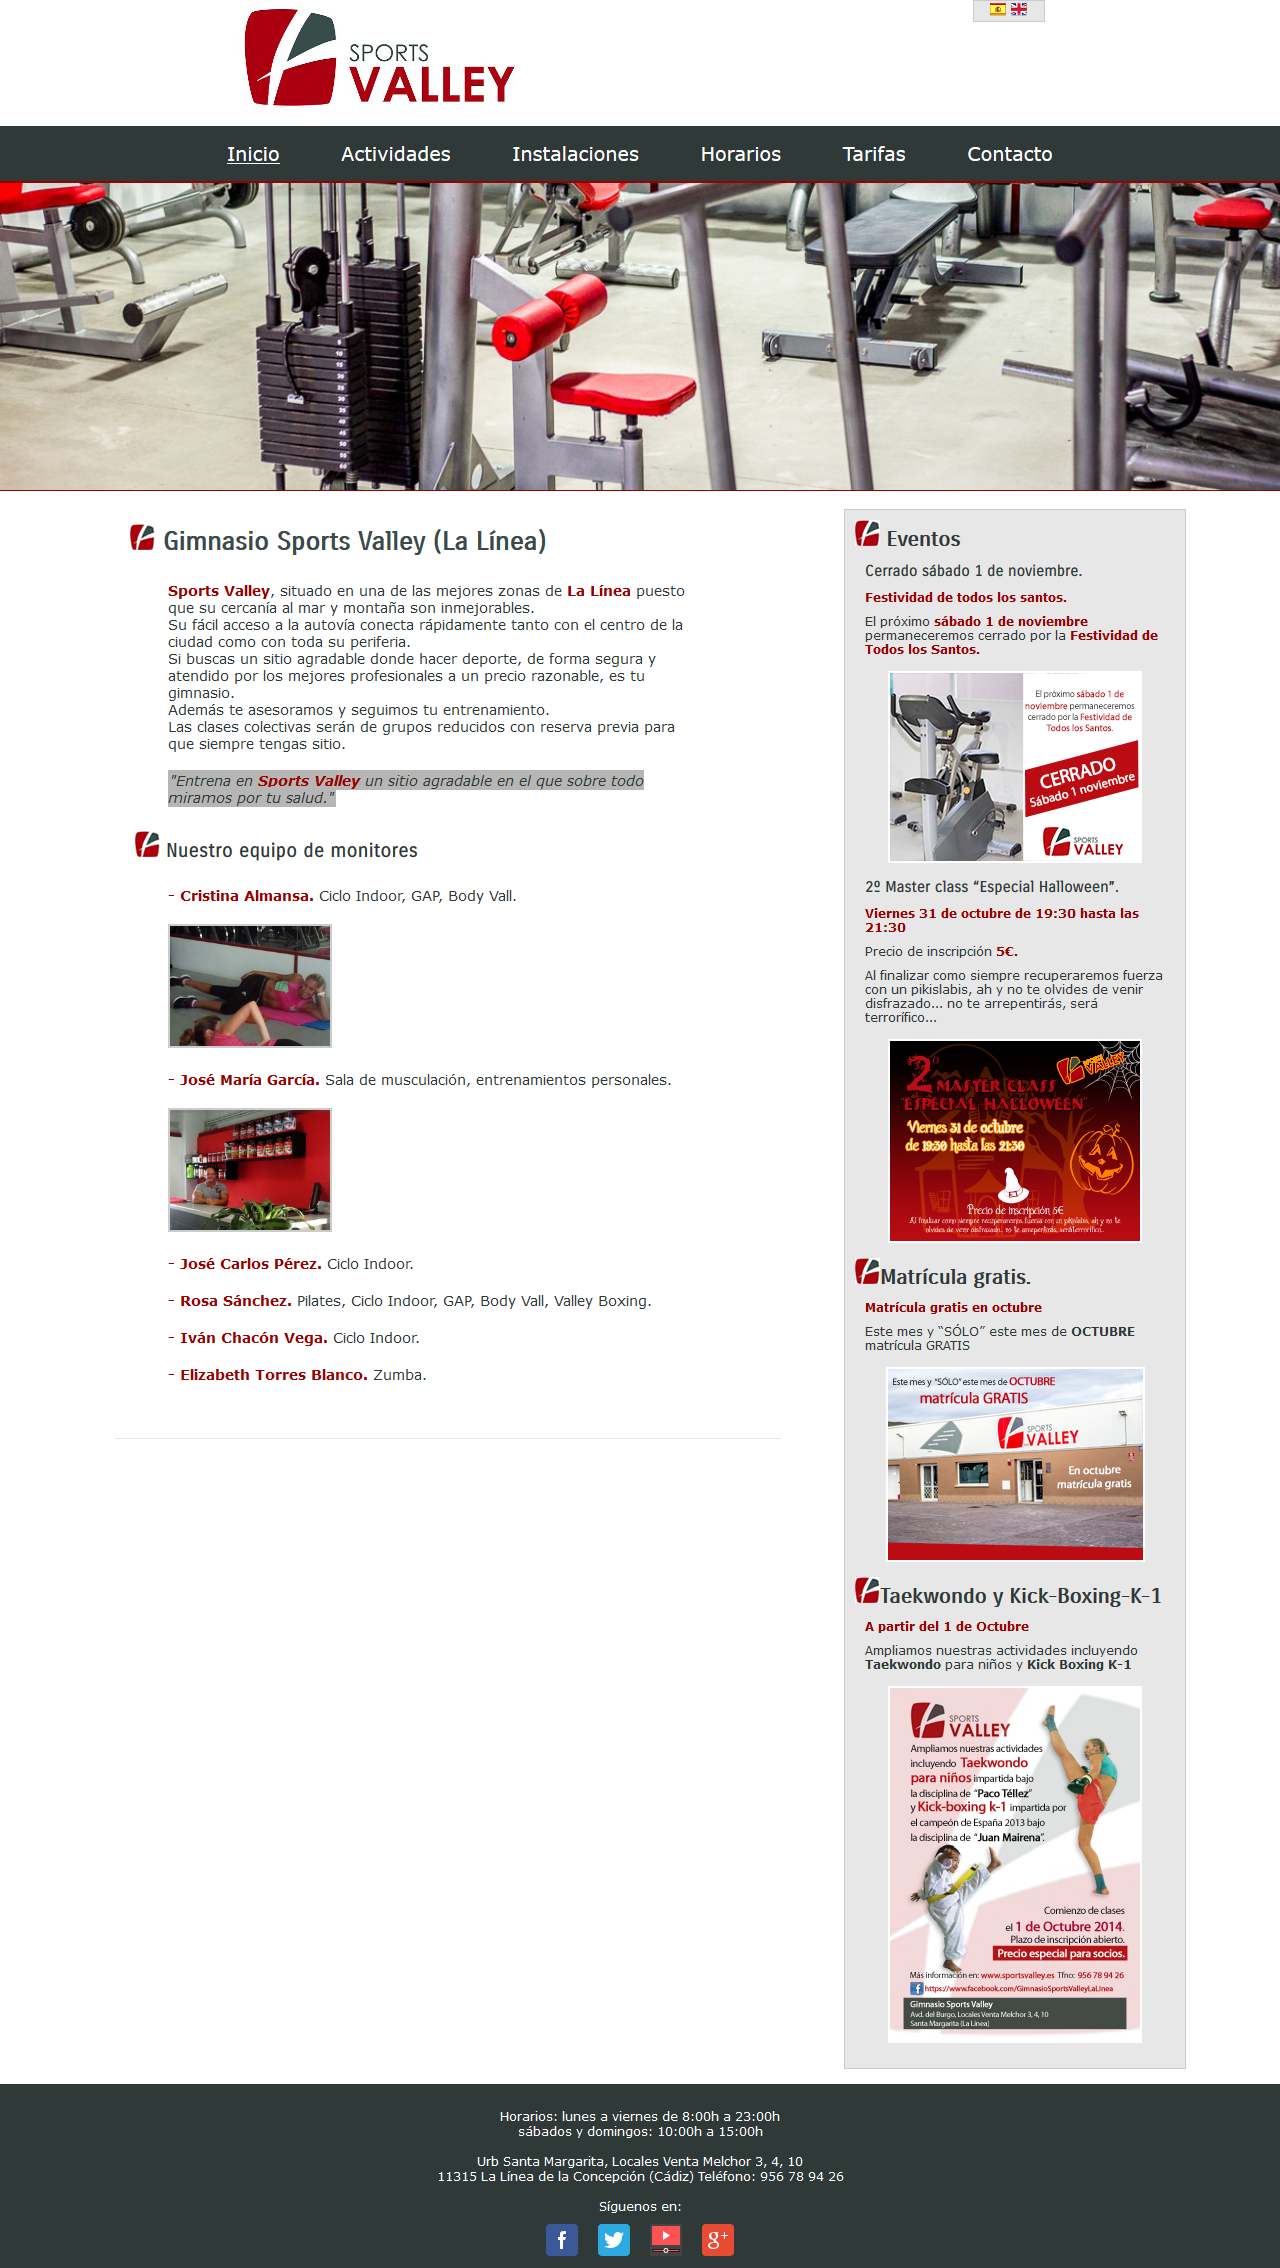 SPORTS
VALLEY
Inicio Actividades Instalaciones Horarios Tarifas Contacto
Gimnasio Sports Valley (La Línea)
Sports Valley, situado en una de las mejores zonas de La Línea puesto
que su cercanía al mar y montaña son inmejorables.
Su fácil acceso a la autovía conecta rápidamente tanto con el centro de la
ciudad como con toda su periferia.
Si buscas un sitio agradable donde hacer deporte, de forma segura y
atendido por los mejores profesionales a un precio razonable, es tu
gimnasio.
Además te asesoramos y seguimos tu entrenamiento.
Las clases colectivas serán de grupos reducidos con reserva previa para
que siempre tengas sitio.
"Entrena en Sports Valley un sitio agradable en el que sobre todo
miramos por tu salud."
Nuestro equipo de monitores
- Cristina Almansa. Ciclo Indoor, GAP, Body Vall.
- José María García. Sala de musculación, entrenamientos personales.
- José Carlos Pérez. Ciclo Indoor.
- Rosa Sánchez. Pilates, Ciclo Indoor, GAP, Body Vall, Valley Boxing.
- Iván Chacón Vega. Ciclo Indoor.
- Elizabeth Torres Blanco. Zumba.
Eventos
Cerrado sábado 1 de noviembre.
Festividad de todos los santos.
El próximo sábado 1 de noviembre
permaneceremos cerrado por la Festividad de
Todos los Santos.
El próximo sábado 1 de
noviembre permaneceremos
cerrado por la Festividad de
Todos los Santos.
CERRADO
Sábado 1 noviembre
SPORTS
VALLEY
2º Master class “Especial Halloween”.
Viernes 31 de octubre de 19:30 hasta las
21:30
Precio de inscripción 5€.
Al finalizar como siempre recuperaremos fuerza
con un pikislabis, ah y no te olvides de venir
disfrazado... no te arrepentirás, será
terrorífico...
VALLEY
2º MASTER CLASS
"ESPECIAL HALLOWEEN"
Viernes 31 de octubre
de 19:30 hasta las 21:30
Precio de inscripción 5€
Al finalizar como siempre recuperaremos fuerza con un pikislabis, ah y no te
olvides de venir disfrazado... no te arrepentirás, será terrorífico...
Matrícula gratis.
Matrícula gratis en octubre
Este mes y “SÓLO” este mes de OCTUBRE
matrícula GRATIS
Este mes y “SÓLO” este mes de OCTUBRE
matrícula GRATIS
SPORTS
VALLEY
En octubre
matrícula gratis
Taekwondo y Kick-Boxing-K-1
A partir del 1 de Octubre
Ampliamos nuestras actividades incluyendo
Taekwondo para niños y Kick Boxing K-1
SPORTS
VALLEY
Ampliamos nuestras actividades
incluyendo Taekwondo
para niños impartida bajo
la disciplina de “Paco Téllez”
y Kick-boxing k-1 impartida por
el campeón de España 2013 bajo
la disciplina de “Juan Mairena”.
Comienzo de clases
el 1 de Octubre 2014.
Plazo de inscripción abierto.
Precio especial para socios.
Más información en: www.sportsvalley.es Tfno: 956 78 94 26
https://www.facebook.com/GimnasioSportsValleyLaLinea
Gimnasio Sports Valley
Avd. del Burgo, Locales Venta Melchor 3, 4, 10
Santa Margarita (La Línea)
Horarios: lunes a viernes de 8:00h a 23:00h
sábados y domingos: 10:00h a 15:00h
Urb Santa Margarita, Locales Venta Melchor 3, 4, 10
11315 La Línea de la Concepción (Cádiz) Teléfono: 956 78 94 26
Síguenos en: